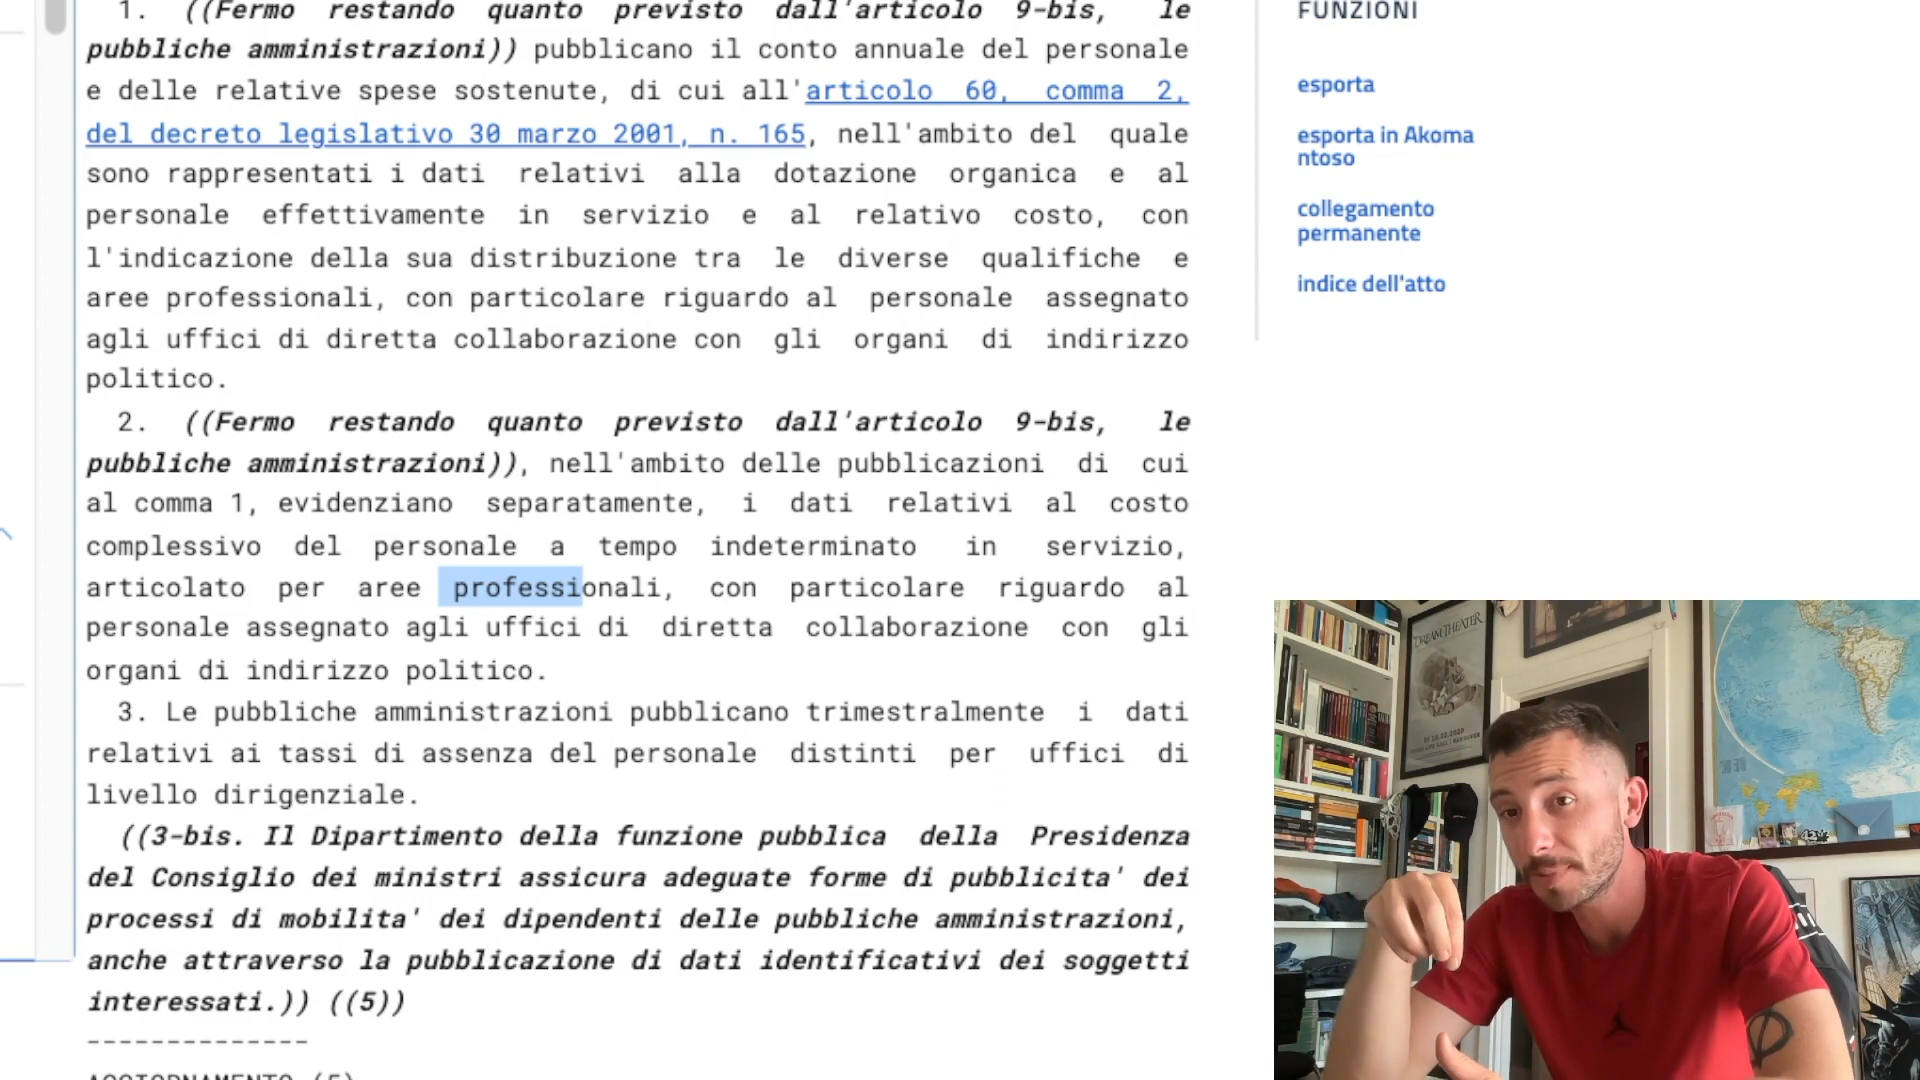 1. ((Fermo restando quanto previsto dall'articolo 9-bis, le
pubbliche amministrazioni)) pubblicano il conto annuale del personale
e delle relative spese sostenute, di cui all'articolo 60, comma 2,
del decreto legislativo 30 marzo 2001, n. 165, nell'ambito del quale
sono rappresentati i dati relativi alla dotazione organica e al
personale effettivamente in servizio e al relativo costo, con
l'indicazione della sua distribuzione tra le diverse qualifiche e
aree professionali, con particolare riguardo al personale assegnato
agli uffici di diretta collaborazione con gli organi di indirizzo
politico.
2. ((Fermo restando quanto previsto dall'articolo 9-bis, le
pubbliche amministrazioni)), nell'ambito delle pubblicazioni di cui
al comma 1, evidenziano separatamente, i dati relativi al costo
complessivo del personale a tempo indeterminato in servizio,
articolato per aree professionali, con particolare riguardo al
personale assegnato agli uffici di diretta collaborazione con gli
organi di indirizzo politico.
3. Le pubbliche amministrazioni pubblicano trimestralmente i dati
relativi ai tassi di assenza del personale distinti per uffici di
livello dirigenziale.
((3-bis. Il Dipartimento della funzione pubblica della Presidenza
del Consiglio dei ministri assicura adeguate forme di pubblicita' dei
processi di mobilita' dei dipendenti delle pubbliche amministrazioni,
anche attraverso la pubblicazione di dati identificativi dei soggetti
interessati.)) ((5))
--------------
AGGIORNAMENTO (5)
FUNZIONI
esporta
esporta in Akoma
ntoso
collegamento
permanente
indice dell'atto
DREAM THEATER